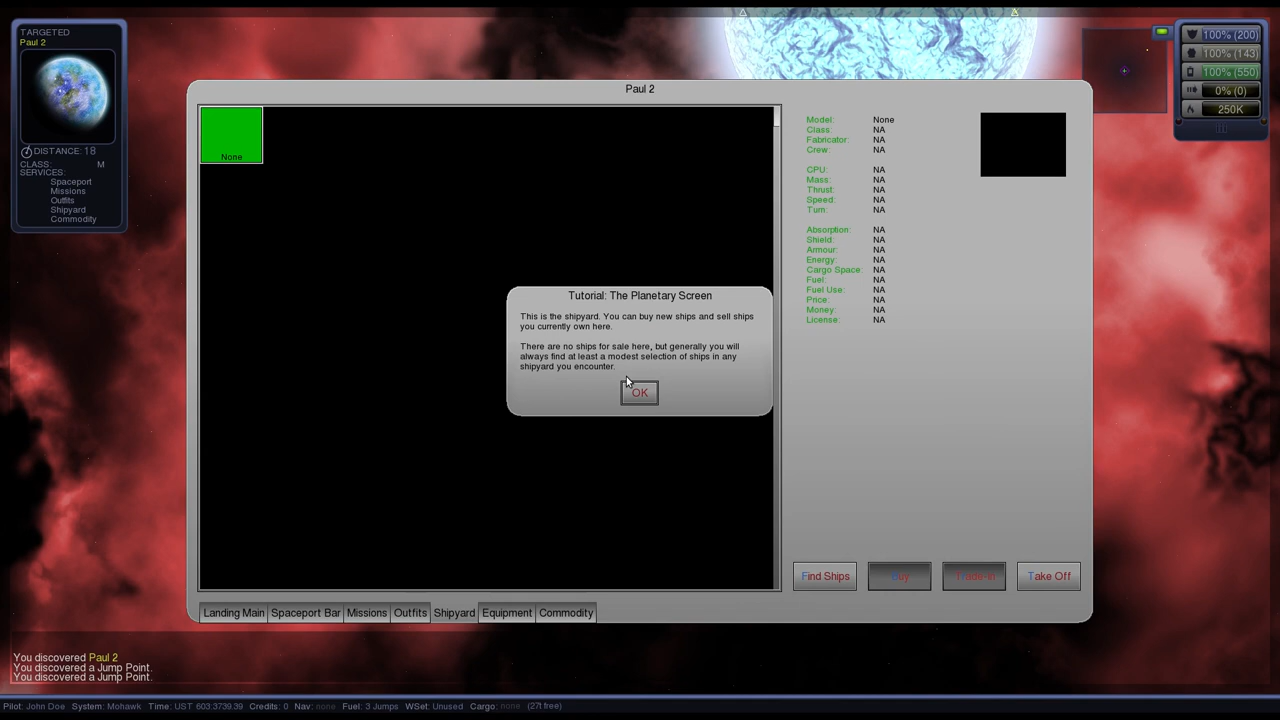 TARGETED
Paul 2
DISTANCE: 18
CLASS: M
SERVICES:
Spaceport
Missions
Outfits
Shipyard
Commodity
100% (200)
100% (143)
100% (550)
0% (0)
250K
Paul 2
None
Model: None
Class: NA
Fabricator: NA
Crew: NA
CPU: NA
Mass: NA
Thrust: NA
Speed: NA
Turn: NA
Absorption: NA
Shield: NA
Armour: NA
Energy: NA
Cargo Space: NA
Fuel: NA
Fuel Use: NA
Price: NA
Money: NA
License: NA
Tutorial: The Planetary Screen
This is the shipyard. You can buy new ships and sell ships
you currently own here.
There are no ships for sale here, but generally you will
always find at least a modest selection of ships in any
shipyard you encounter.
OK
Find Ships Buy Trade-In Take Off
Landing Main Spaceport Bar Missions Outfits Shipyard Equipment Commodity
You discovered Paul 2
You discovered a Jump Point.
You discovered a Jump Point.
Pilot: John Doe System: Mohawk Time: UST 603:3739.39 Credits: 0 Nav: none Fuel: 3 Jumps WSet: Unused Cargo: none (27t free)